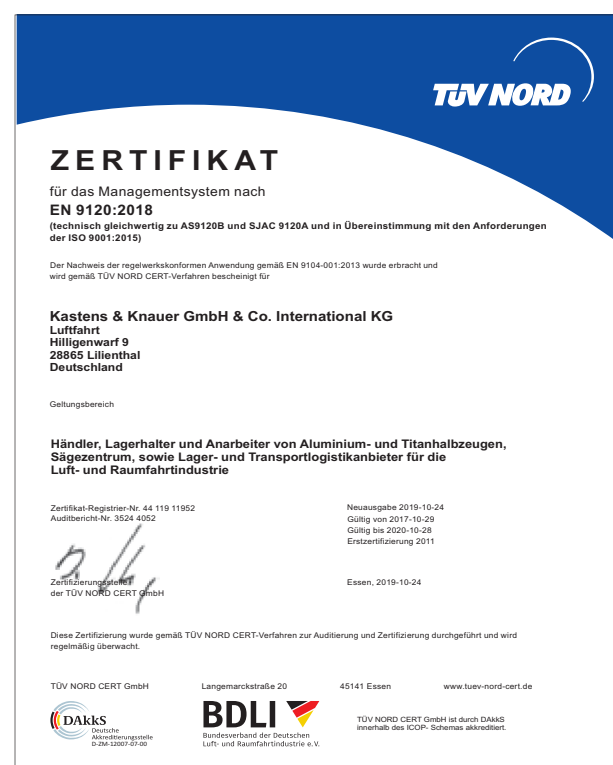 TÜV NORD
ZERTIFIKAT
für das Managementsystem nach
EN 9120:2018
(technisch gleichwertig zu AS9120B und SJAC 9120A und in Übereinstimmung mit den Anforderungen
der ISO 9001:2015)
Der Nachweis der regelwerkskonformen Anwendung gemäß EN 9104-001:2013 wurde erbracht und
wird gemäß TÜV NORD CERT-Verfahren bescheinigt für
Kastens & Knauer GmbH & Co. International KG
Luftfahrt
Hilligenwarf 9
28865 Lilienthal
Deutschland
Geltungsbereich
Händler, Lagerhalter und Anarbeiter von Aluminium- und Titanhalbzeugen,
Sägezentrum, sowie Lager- und Transportlogistikanbieter für die
Luft- und Raumfahrtindustrie
Zertifikat-Registrier-Nr. 44 119 11952
Auditbericht-Nr. 3524 4052
Neuausgabe 2019-10-24
Gültig von 2017-10-29
Gültig bis 2020-10-28
Erstzertifizierung 2011
Zertifizierungsstelle
der TÜV NORD CERT GmbH
Essen, 2019-10-24
Diese Zertifizierung wurde gemäß TÜV NORD CERT-Verfahren zur Auditierung und Zertifizierung durchgeführt und wird
regelmäßig überwacht.
TÜV NORD CERT GmbH Langemarckstraße 20 45141 Essen www.tuev-nord-cert.de
DAkkS
Deutsche
Akkreditierungsstelle
D-ZM-12007-07-00
BDLI
Bundesverband der Deutschen
Luft- und Raumfahrtindustrie e.V.
TÜV NORD CERT GmbH ist durch DAkkS
innerhalb des ICOP- Schemas akkreditiert.